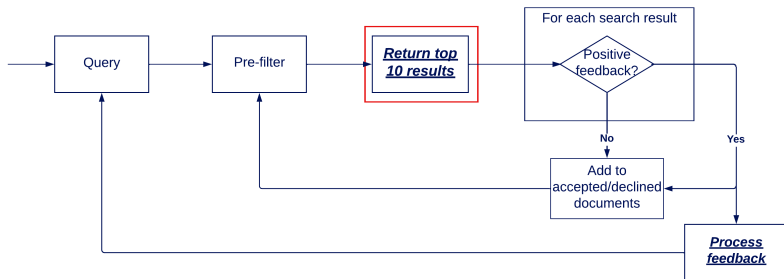 For each search result
Query
Pre-filter
Return top
10 results
Positive
feedback?
No
Yes
Add to
accepted/declined
documents
Process
feedback